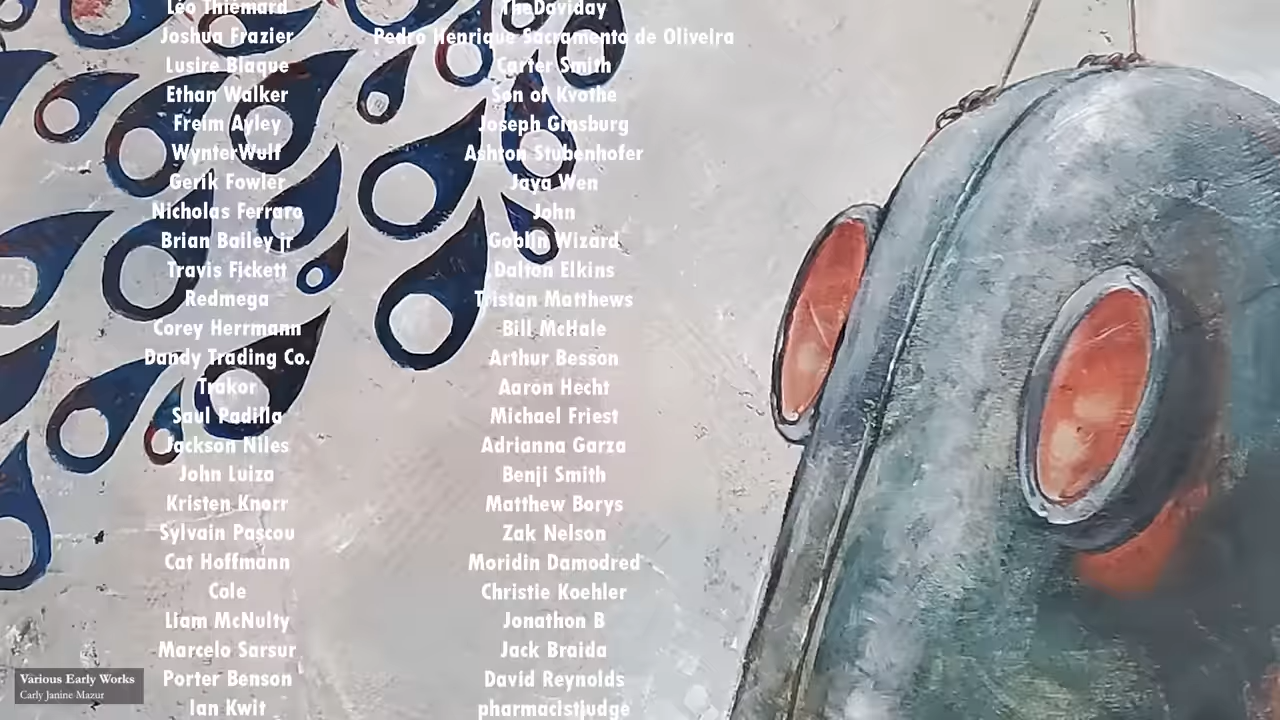 Léo Thiémard
Joshua Frazier
Lusire Blaque
Ethan Walker
Freim Ayley
WynterWulf
Gerik Fowler
Nicholas Ferraro
Brian Bailey jr
Travis Fickett
Redmega
Corey Herrmann
Dandy Trading Co.
Trakor
Saul Padilla
Jackson Niles
John Luiza
Kristen Knorr
Sylvain Pascou
Cat Hoffmann
Cole
Liam McNulty
Marcelo Sarsur
Porter Benson
Ian Kwit
TheDaviday
Pedro Henrique Sacramento de Oliveira
Carter Smith
Son of Kvothe
Joseph Ginsburg
Ashton Stubenhofer
Jaya Wen
John
Goblin Wizard
Dalton Elkins
Tristan Matthews
Bill McHale
Arthur Besson
Aaron Hecht
Michael Friest
Adrianna Garza
Benji Smith
Matthew Borys
Zak Nelson
Moridin Damodred
Christie Koehler
Jonathon B
Jack Braida
David Reynolds
pharmacistjudge
Various Early Works
Carly Janine Mazur